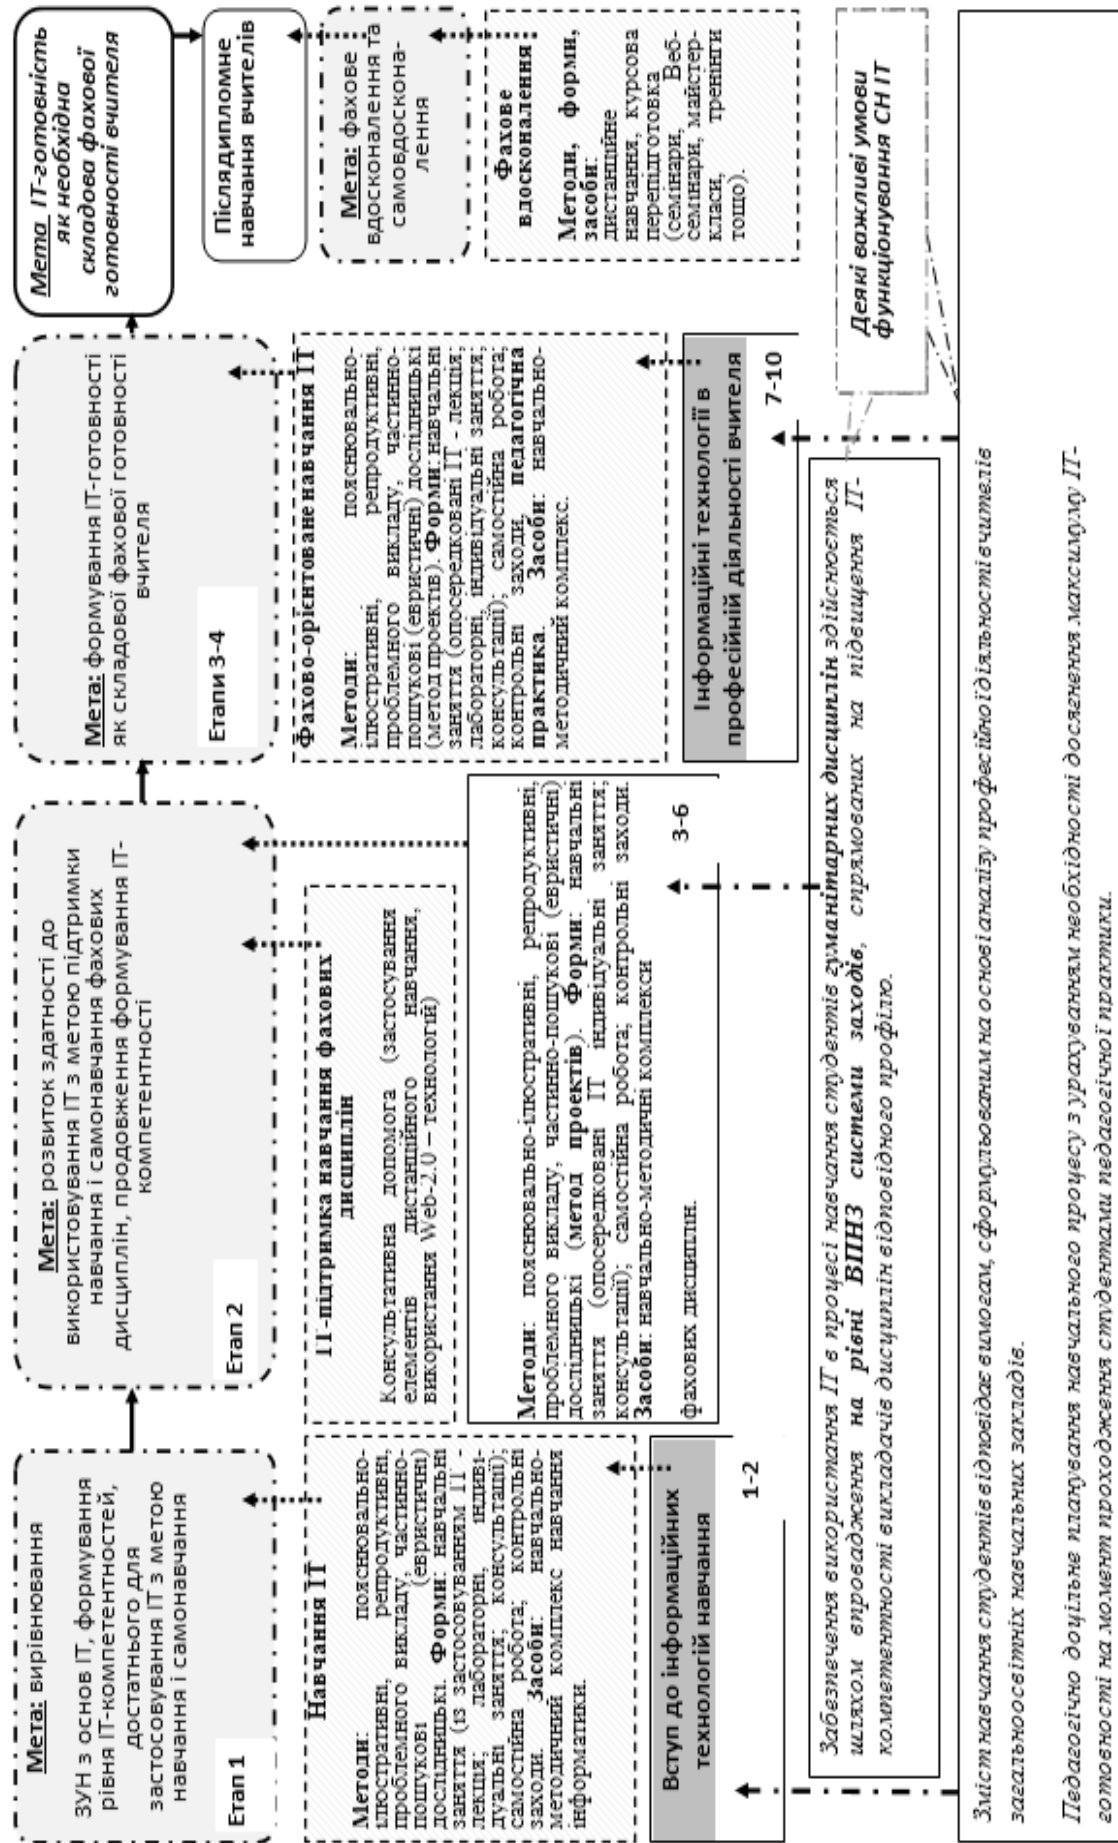 Мета: вирівнювання
ЗУН з основ ІТ, формування
рівня ІТ-компетентностей,
достатнього для
застосовування ІТ з метою
навчання і самонавчання
Етап 1
Мета: розвиток здатності до
використовування ІТ з метою підтримки
навчання і самонавчання фахових
дисциплін, продовження формування ІТ-
компетентності
Етап 2
Мета: формування ІТ-готовності
як складової фахової готовності
вчителя
Етапи 3-4
Мета ІТ-готовність
як необхідна
складова фахової
готовності вчителя
Післядипломне
навчання вчителів
Мета: фахове
вдосконалення та
самовдоскона-
лення
Фахове
вдосконалення
Методи, форми,
засоби:
дистанційне
навчання, курсова
перепідготовка
(семінари, Веб-
семінари, майстер-
класи, тренінги
тощо).
Навчання ІТ
Методи: пояснювально-
ілюстративні, репродуктивні,
проблемного викладу, частинно-
пошукові (евристичні)
дослідницькі. Форми: навчальні
заняття (із застосовуванням ІТ -
лекція, лабораторні, індиві-
дуальні заняття, консультації);
самостійна робота; контрольні
заходи. Засоби: навчально-
методичний комплекс навчання
інформатики.
ІТ-підтримка навчання фахових
дисциплін
Консультативна допомога (застосування
елементів дистанційного навчання,
використання Web-2.0 – технологій)
Фахово-орієнтоване навчання ІТ
Методи: пояснювально-
ілюстративні, репродуктивні,
проблемного викладу, частинно-
пошукові (евристичні) дослідницькі
(метод проектів). Форми: навчальні
заняття (опосередковані ІТ - лекція,
лабораторні, індивідуальні заняття,
консультації); самостійна робота;
контрольні заходи, педагогічна
практика. Засоби: навчально-
методичний комплекс.
Методи: пояснювально-ілюстративні, репродуктивні,
проблемного викладу, частинно-пошукові (евристичні)
дослідницькі (метод проектів). Форми: навчальні
заняття (опосередковані ІТ індивідуальні заняття,
консультації); самостійна робота; контрольні заходи.
Засоби: навчально-методичні комплекси
фахових дисциплін.
3-6
Вступ до інформаційних
технологій навчання
1-2
Інформаційні технології в
професійній діяльності вчителя
7-10
Деякі важливі умови
функціонування СН ІТ
Забезпечення використання ІТ в процесі навчання студентів гуманітарних дисциплін здійснюється
шляхом впровадження на рівні ВПНЗ системи заходів, спрямованих на підвищення ІТ-
компетентності викладачів дисциплін відповідного профілю.
Зміст навчання студентів відповідає вимогам, сформульованим на основі аналізу професійної діяльності вчителів
загальноосвітніх навчальних закладів.
Педагогічно доцільне планування навчального процесу з урахуванням необхідності досягнення максимуму ІТ-
готовності на момент проходження студентами педагогічної практики.